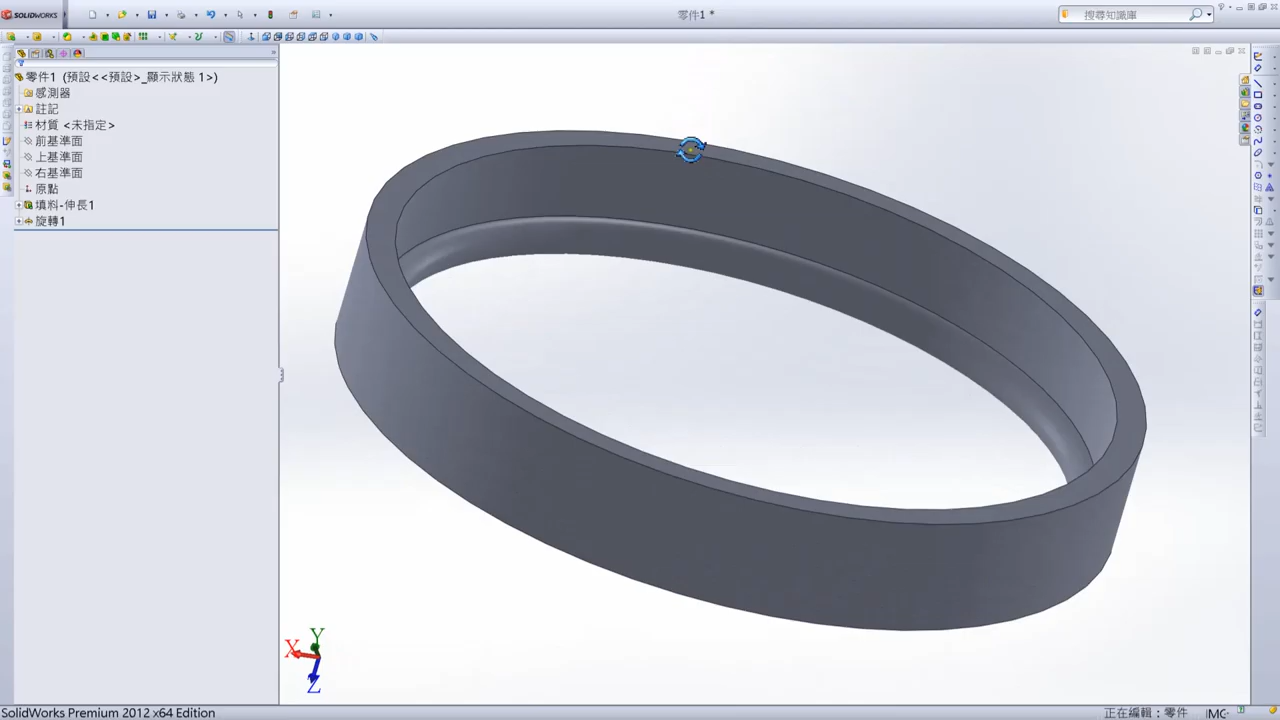 SOLIDWORKS
零件1 *
搜尋知識庫
零件1 (預設<<預設>_顯示狀態 1>)
感測器
註記
材質 <未指定>
前基準面
上基準面
右基準面
原點
填料-伸長1
旋轉1
Y
X
Z
SolidWorks Premium 2012 x64 Edition
正在編輯：零件